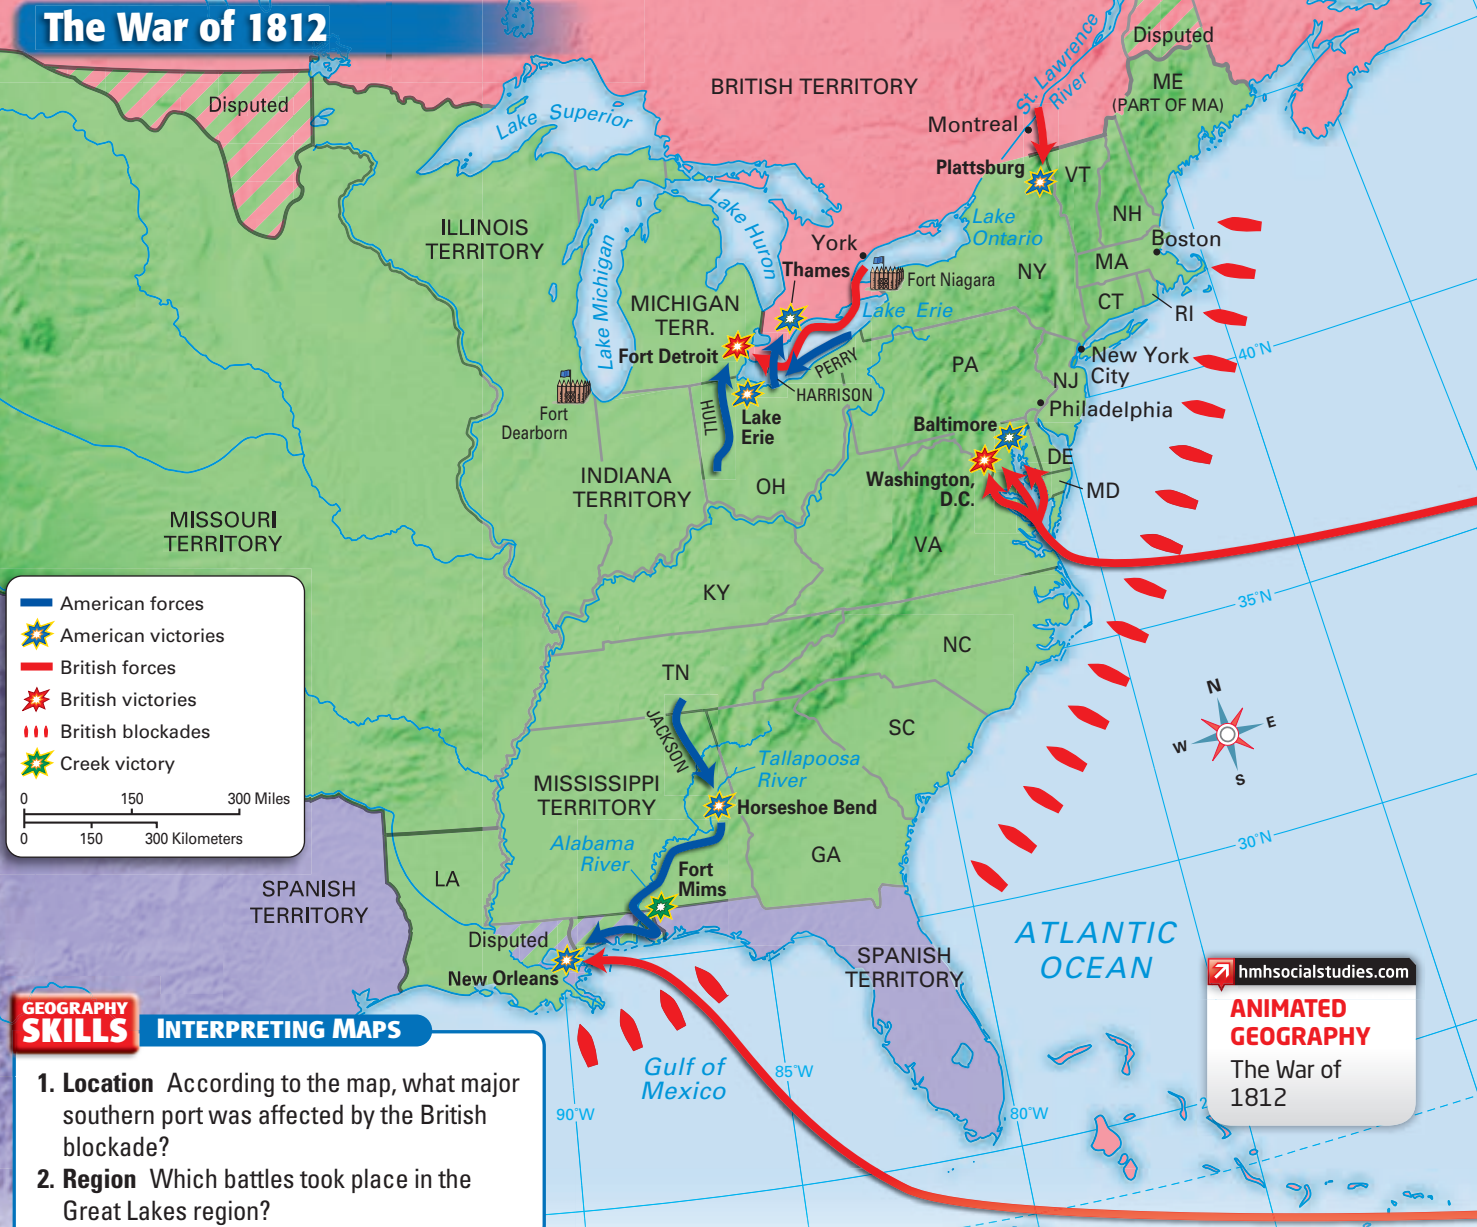 The War of 1812
Disputed
Disputed
ME
(PART OF MA)
BRITISH TERRITORY
St. Lawrence
River
Lake Superior
Montreal
Plattsburg
VT
NH
Lake
Ontario
Boston
MA
NY
CT
RI
ILLINOIS
TERRITORY
Lake Michigan
Lake Huron
York
Thames
Fort Niagara
Lake Erie
MICHIGAN
TERR.
Fort Detroit
PERRY
HARRISON
HULL
Lake
Erie
Fort
Dearborn
PA
New York
City
NJ
Philadelphia
40°N
Baltimore
Washington,
D.C.
DE
MD
INDIANA
TERRITORY
OH
MISSOURI
TERRITORY
VA
KY
35°N
American forces
American victories
British forces
British victories
British blockades
Creek victory
0 150 300 Miles
0 150 300 Kilometers
NC
TN
JACKSON
SC
N
E
W
S
Tallapoosa
River
MISSISSIPPI
TERRITORY
Horseshoe Bend
Alabama
River
GA
30°N
Fort
Mims
LA
SPANISH
TERRITORY
Disputed
New Orleans
SPANISH
TERRITORY
ATLANTIC
OCEAN
Gulf of
Mexico
90°W
85°W
80°W
hmhsocialstudies.com
ANIMATED
GEOGRAPHY
The War of
1812
GEOGRAPHY
SKILLS
INTERPRETING MAPS
1. Location According to the map, what major
southern port was affected by the British
blockade?
2. Region Which battles took place in the
Great Lakes region?